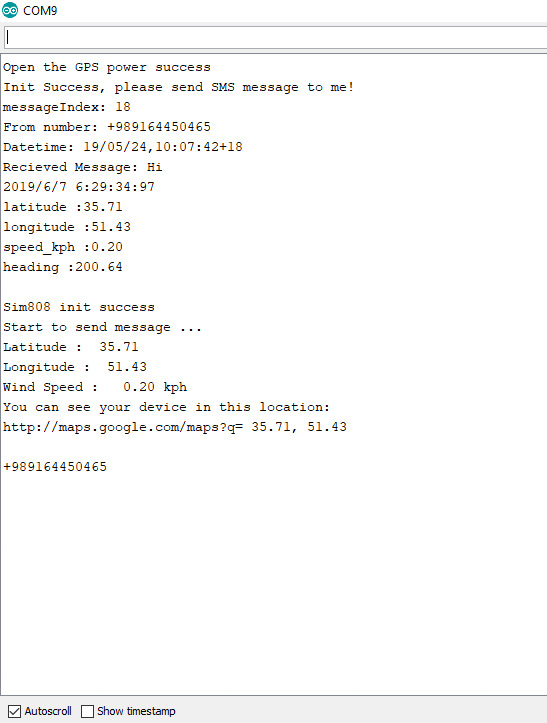 COM9
Open the GPS power success
Init Success, please send SMS message to me!
messageIndex: 18
From number: +989164450465
Datetime: 19/05/24,10:07:42+18
Recieved Message: Hi
2019/6/7 6:29:34:97
latitude :35.71
longitude :51.43
speed_kph :0.20
heading :200.64
Sim808 init success
Start to send message ...
Latitude :  35.71
Longitude :  51.43
Wind Speed :   0.20 kph
You can see your device in this location:
http://maps.google.com/maps?q= 35.71, 51.43
+989164450465
Autoscroll Show timestamp